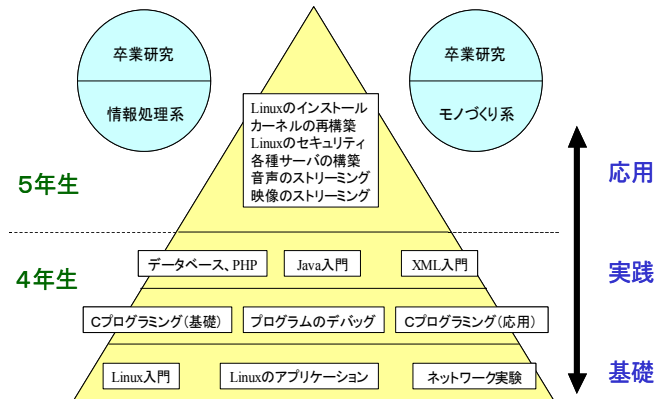 卒業研究
情報処理系
卒業研究
モノづくり系
Linuxのインストール
カーネルの再構築
Linuxのセキュリティ
各種サーバの構築
音声のストリーミング
映像のストリーミング
5年生
応用
データベース、PHP
Java入門
XML入門
4年生
実践
Cプログラミング(基礎)
プログラムのデバッグ
Cプログラミング(応用)
Linux入門
Linuxのアプリケーション
ネットワーク実験
基礎